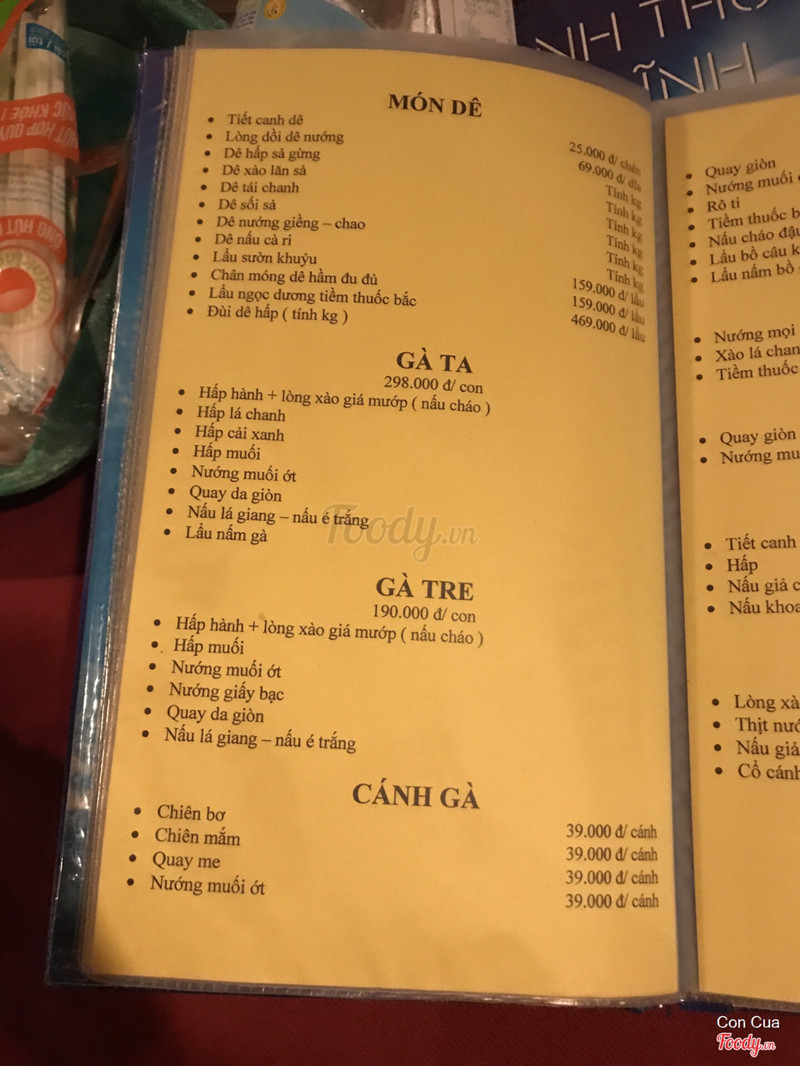 NH THU
ĨNH
MÓN DÊ
• Tiết canh dê 25.000 đ/ chén
• Lòng dồi dê nướng 69.000 đ/ dĩa
• Dê hấp sả gừng Tính kg
• Dê xào lăn sả Tính kg
• Dê tái chanh Tính kg
• Dê sối sả Tính kg
• Dê nướng giềng – chao Tính kg
• Dê nấu cà ri Tính kg
• Lẩu sườn khuỷu 159.000 đ/ lẩu
• Chân móng dê hầm đu đủ 159.000 đ/ lẩu
• Lẩu ngọc dương tiềm thuốc bắc 469.000 đ/ lẩu
• Đùi dê hấp ( tính kg )
GÀ TA
298.000 đ/ con
• Hấp hành + lòng xào giá mướp ( nấu cháo )
• Hấp lá chanh
• Hấp cải xanh
• Hấp muối
• Nướng muối ớt
• Quay da giòn
• Nấu lá giang – nấu é trắng
• Lẩu nấm gà
Foody.vn
GÀ TRE
190.000 đ/ con
• Hấp hành + lòng xào giá mướp ( nấu cháo )
• Hấp muối
• Nướng muối ớt
• Nướng giấy bạc
• Quay da giòn
• Nấu lá giang – nấu é trắng
CÁNH GÀ
• Chiên bơ 39.000 đ/ cánh
• Chiên mắm 39.000 đ/ cánh
• Quay me 39.000 đ/ cánh
• Nướng muối ớt 39.000 đ/ cánh
• Quay giòn
• Nướng muối
• Rô ti
• Tiềm thuốc b
• Nấu cháo đậu
• Lẩu bồ câu k
• Lẩu nấm bồ
• Nướng mọi
• Xào lá chan
• Tiềm thuốc
• Quay giòn
• Nướng mu
• Tiết canh
• Hấp
• Nấu giả c
• Nấu khoa
• Lòng xà
• Thịt nướ
• Nấu giả
• Cổ cánh
Con Cua
Foody.vn